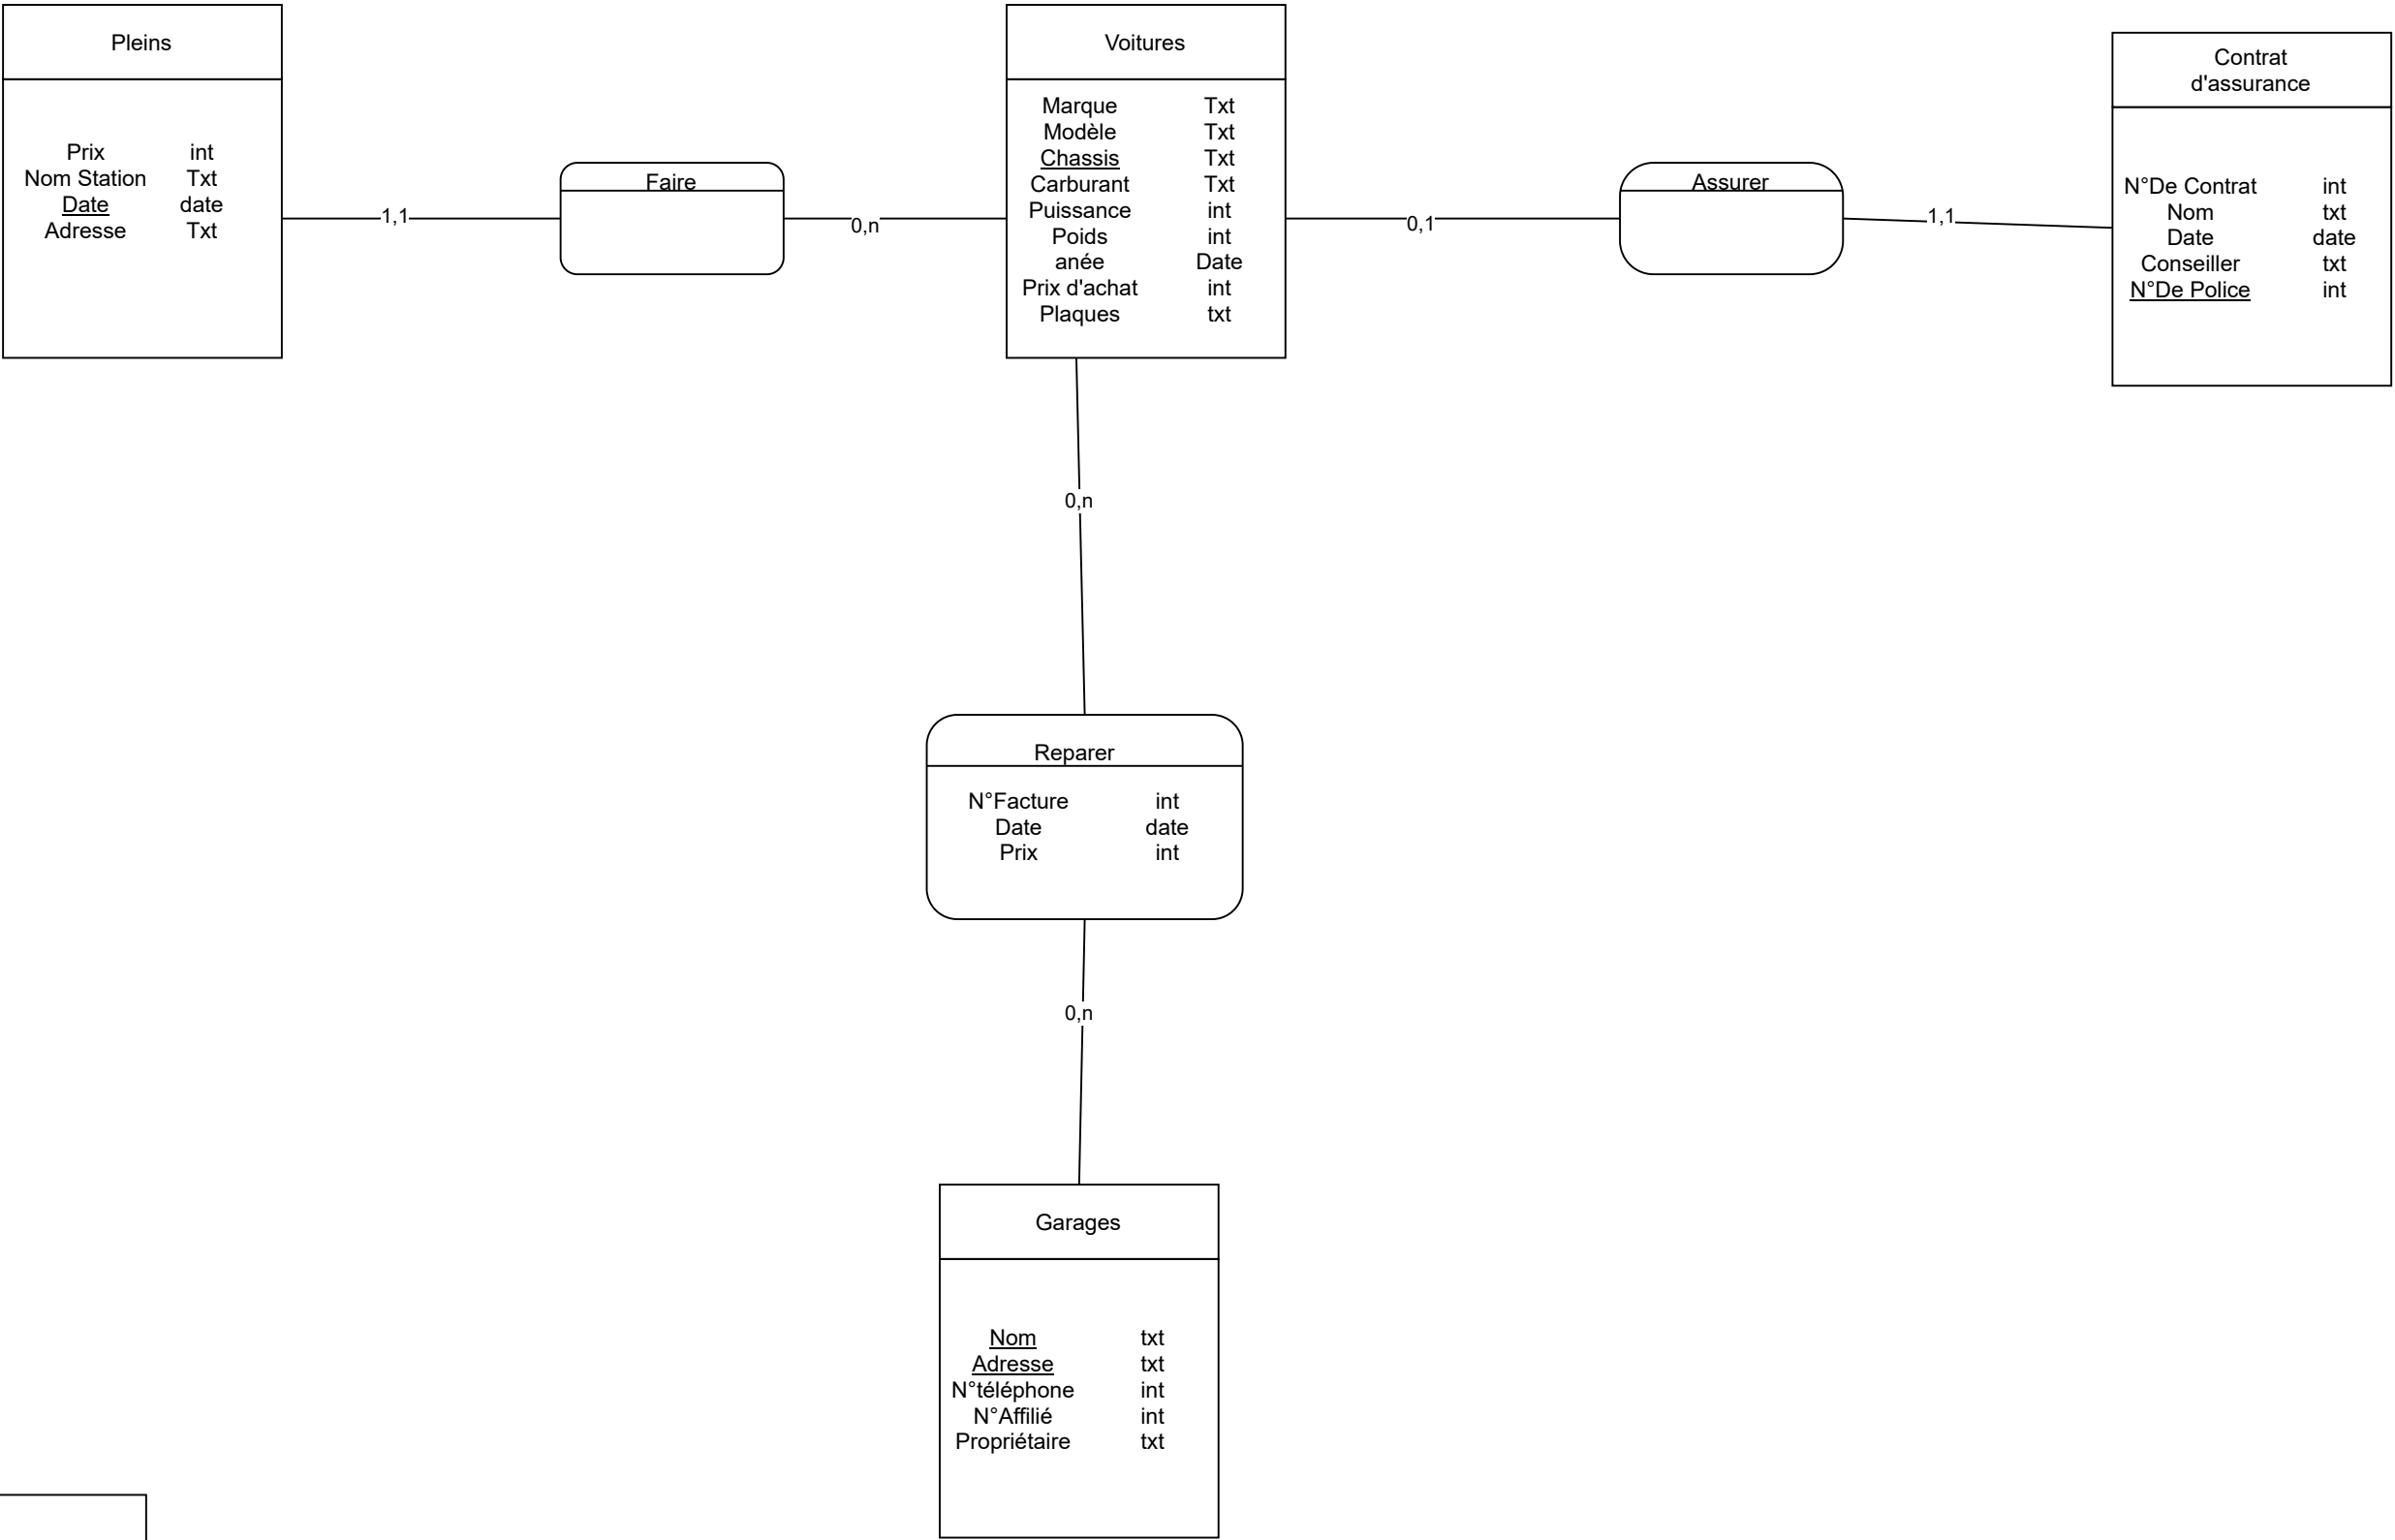 Pleins
Prix int
Nom Station Txt
Date date
Adresse Txt
1,1
Faire
0,n
Voitures
Marque Txt
Modèle Txt
Chassis Txt
Carburant Txt
Puissance int
Poids int
anée Date
Prix d'achat int
Plaques txt
0,1
Assurer
1,1
Contrat
d'assurance
N°De Contrat int
Nom txt
Date date
Conseiller txt
N°De Police int
0,n
Reparer
N°Facture int
Date date
Prix int
0,n
Garages
Nom txt
Adresse txt
N°téléphone int
N°Affilié int
Propriétaire txt